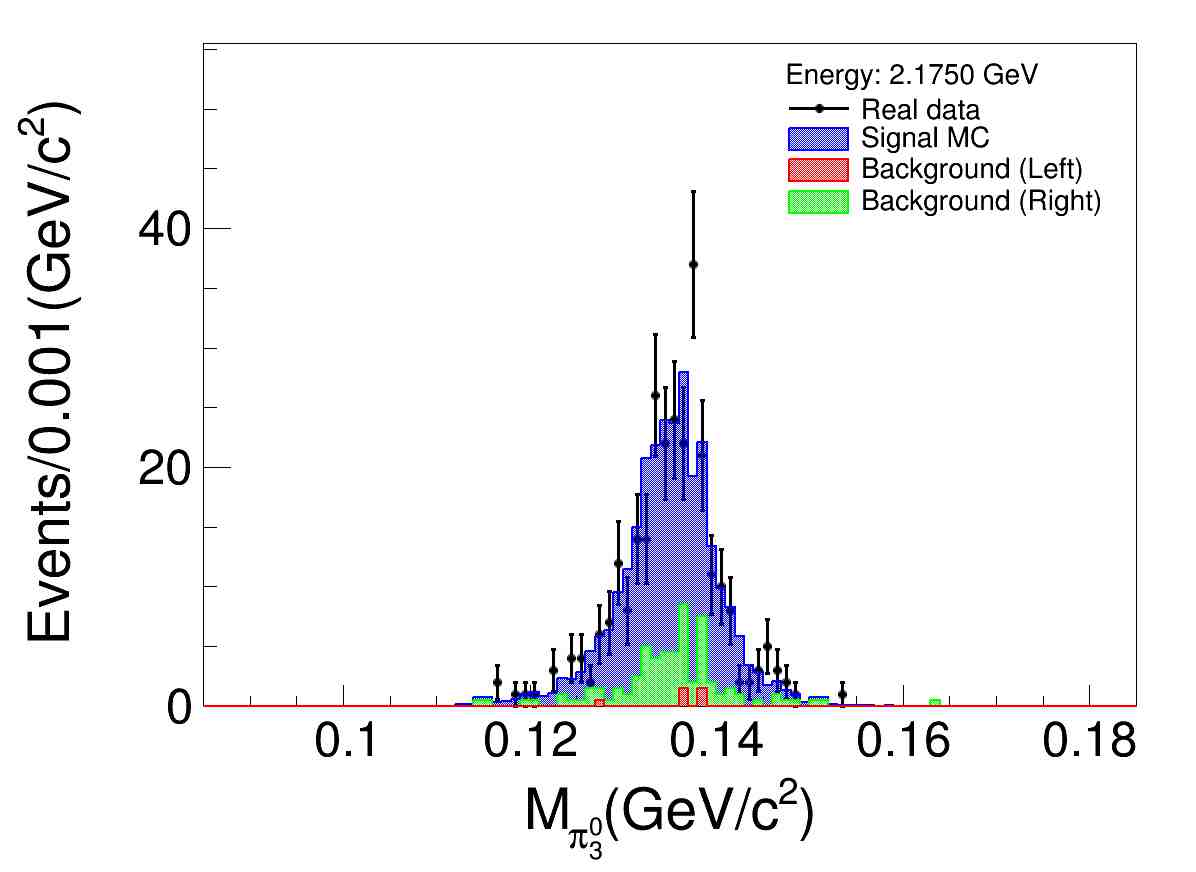 Energy: 2.1750 GeV
Real data
Signal MC
Background (Left)
Background (Right)
Events/0.001(GeV/c²)
40
20
0
0.1 0.12 0.14 0.16 0.18
M_{π⁰₃}(GeV/c²)